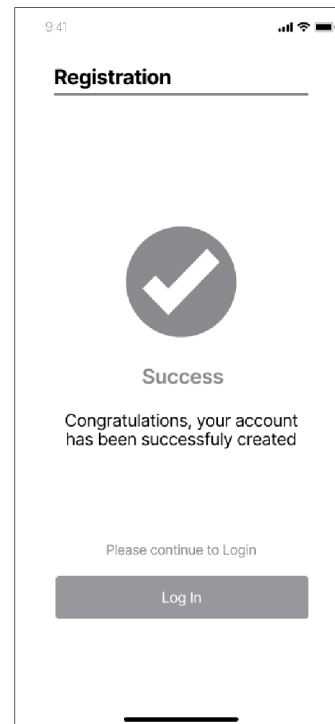 9:41
Registration
Success
Congratulations, your account
has been successfuly created
Please continue to Login
Log In